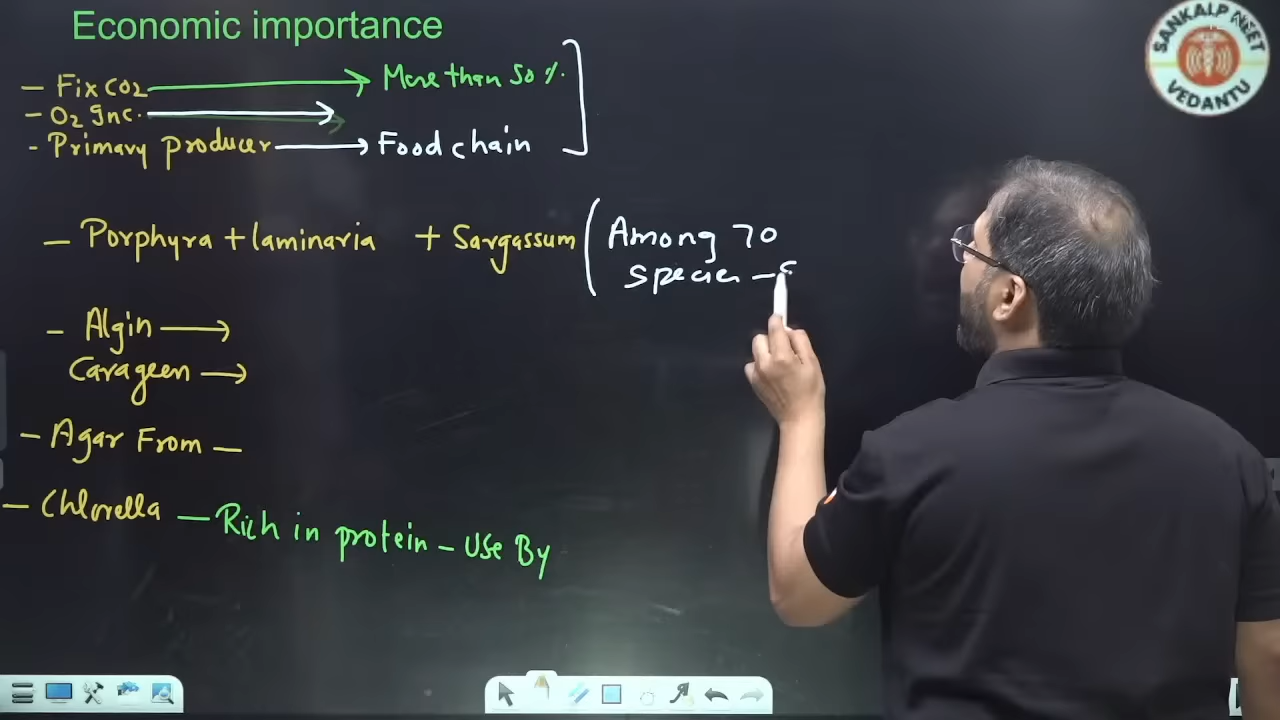 Economic importance
SANKALP NEET
VEDANTU
– Fix CO2 → More than 50 %.
– O2 Inc. →
- Primary producer → Food chain
– Porphyra + laminaria + Sargassum ( Among 70
Species –
– Algin →
Carageen →
– Agar From –
– Chlorella – Rich in protein – Use By